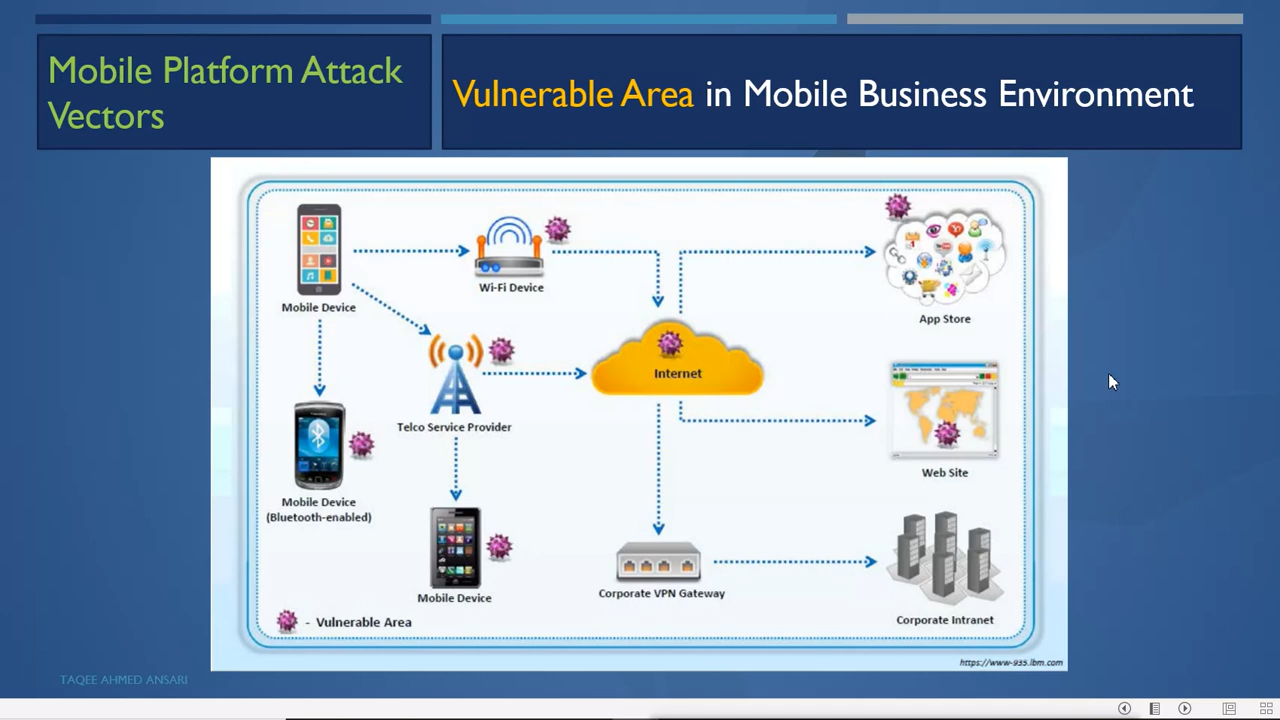 Mobile Platform Attack
Vectors
Vulnerable Area in Mobile Business Environment
Mobile Device
Wi-Fi Device
App Store
Internet
Telco Service Provider
Web Site
Mobile Device
(Bluetooth-enabled)
Mobile Device
Corporate VPN Gateway
Corporate Intranet
- Vulnerable Area
https://www-935.ibm.com
TAQEE AHMED ANSARI